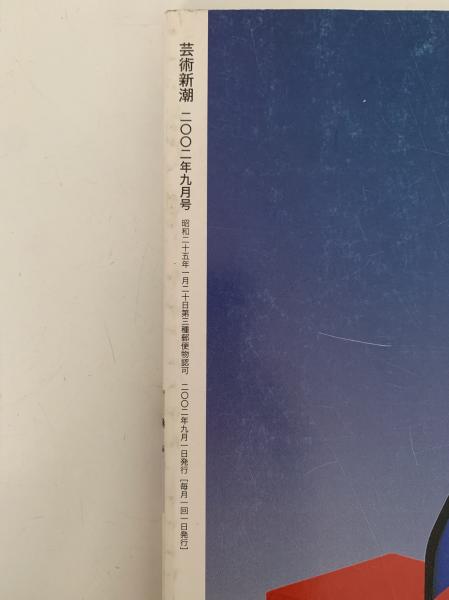 芸術新潮 二〇〇二年九月号 昭和二十五年一月二十日第三種郵便物認可 二〇〇二年九月一日発行［毎月一回一日発行］